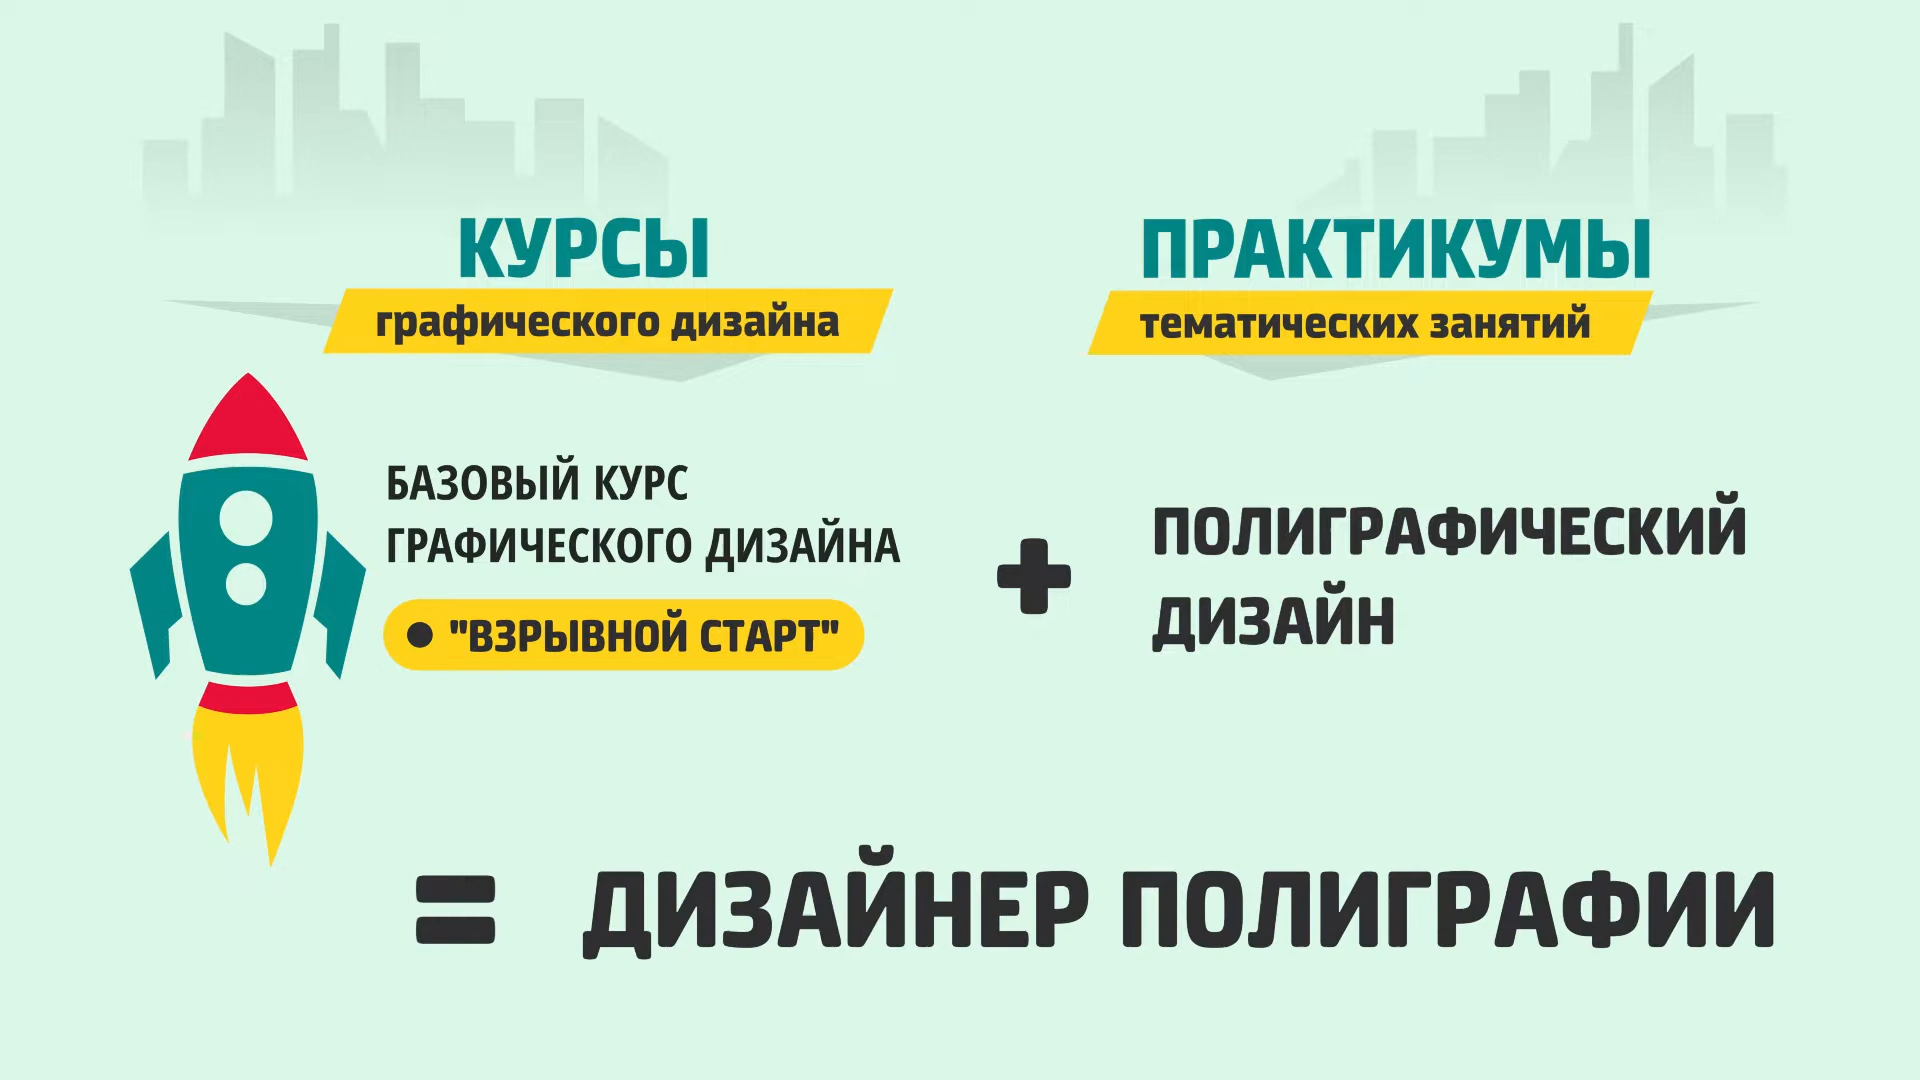 КУРСЫ
графического дизайна
ПРАКТИКУМЫ
тематических занятий
БАЗОВЫЙ КУРС
ГРАФИЧЕСКОГО ДИЗАЙНА
• "ВЗРЫВНОЙ СТАРТ"
+
ПОЛИГРАФИЧЕСКИЙ
ДИЗАЙН
= ДИЗАЙНЕР ПОЛИГРАФИИ